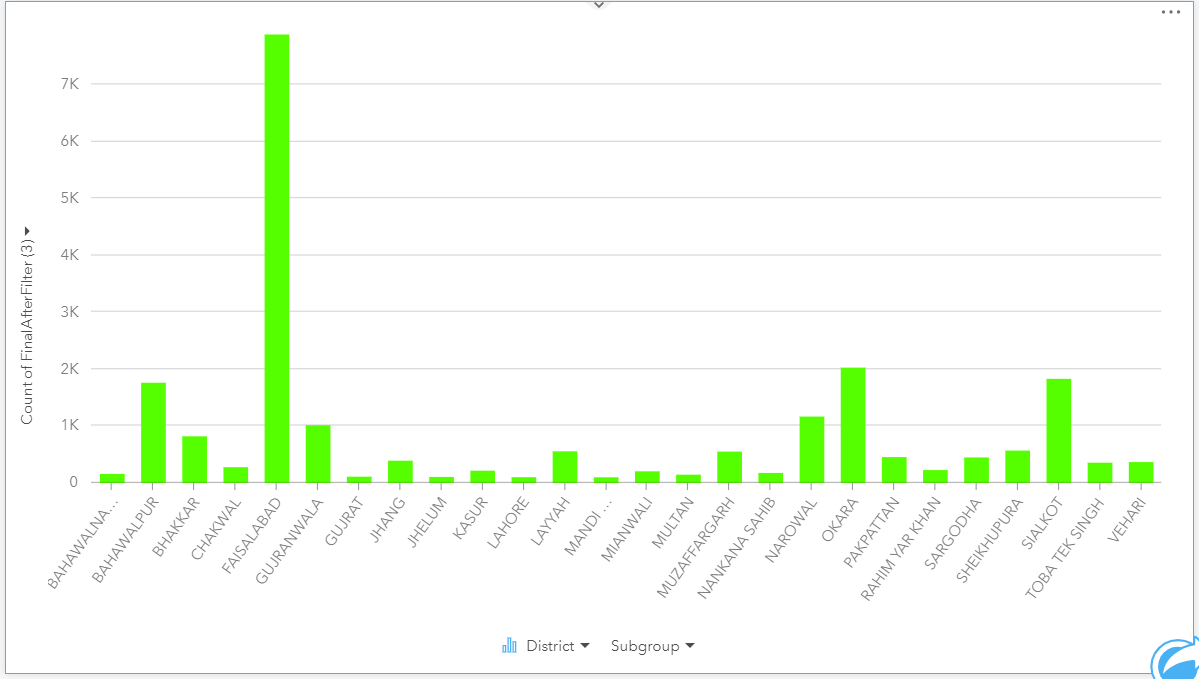 7K
6K
5K
4K
3K
2K
1K
0
Count of FinalAfterFilter (3)
BAHAWALNA...
BAHAWALPUR
BHAKKAR
CHAKWAL
FAISALABAD
GUJRANWALA
GUJRAT
JHANG
JHELUM
KASUR
LAHORE
LAYYAH
MANDI ...
MIANWALI
MULTAN
MUZAFFARGARH
NANKANA SAHIB
NAROWAL
OKARA
PAKPATTAN
RAHIM YAR KHAN
SARGODHA
SHEIKHUPURA
SIALKOT
TOBA TEK SINGH
VEHARI
District Subgroup